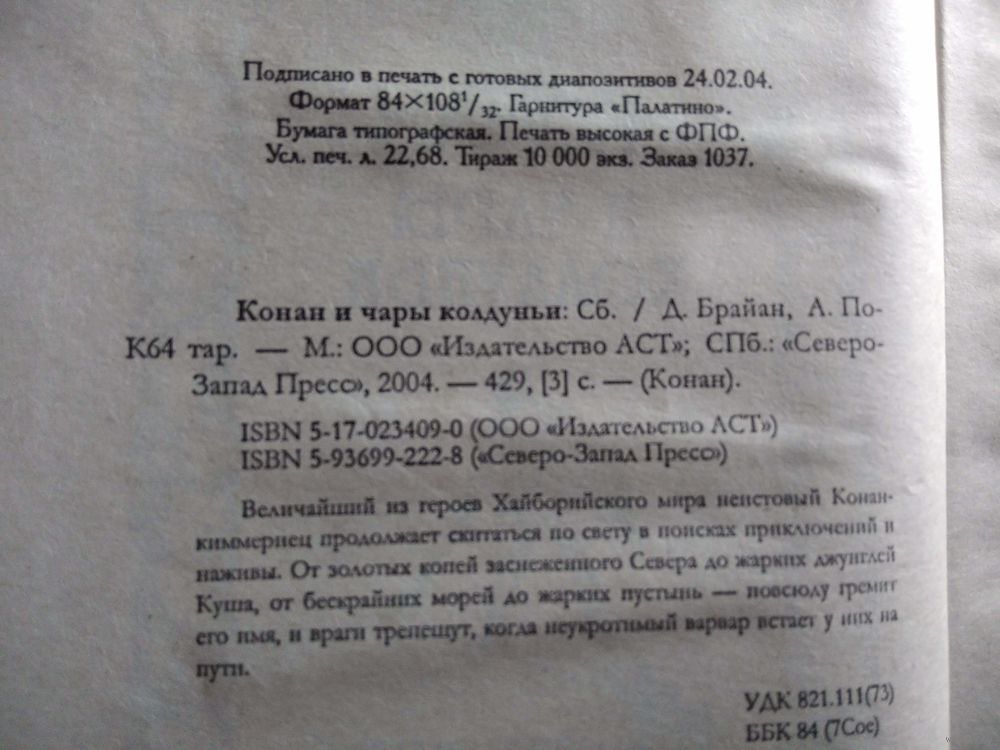 Подписано в печать с готовых диапозитивов 24.02.04.
Формат 84×108¹/₃₂. Гарнитура «Палатино».
Бумага типографская. Печать высокая с ФПФ.
Усл. печ. л. 22,68. Тираж 10 000 экз. Заказ 1037.
Конан и чары колдуньи: Сб. / Д. Брайан, А. По-
К64 тар. — М.: ООО «Издательство АСТ»; СПб.: «Северо-
Запад Пресс», 2004. — 429, [3] с. — (Конан).
ISBN 5-17-023409-0 (ООО «Издательство АСТ»)
ISBN 5-93699-222-8 («Северо-Запад Пресс»)
Величайший из героев Хайборийского мира неистовый Конан-
киммериец продолжает скитаться по свету в поисках приключений и
наживы. От золотых копей заснеженного Севера до жарких джунглей
Куша, от бескрайних морей до жарких пустынь — повсюду гремит
его имя, и враги трепещут, когда неукротимый варвар встает у них на
пути.
УДК 821.111(73)
ББК 84 (7Сое)